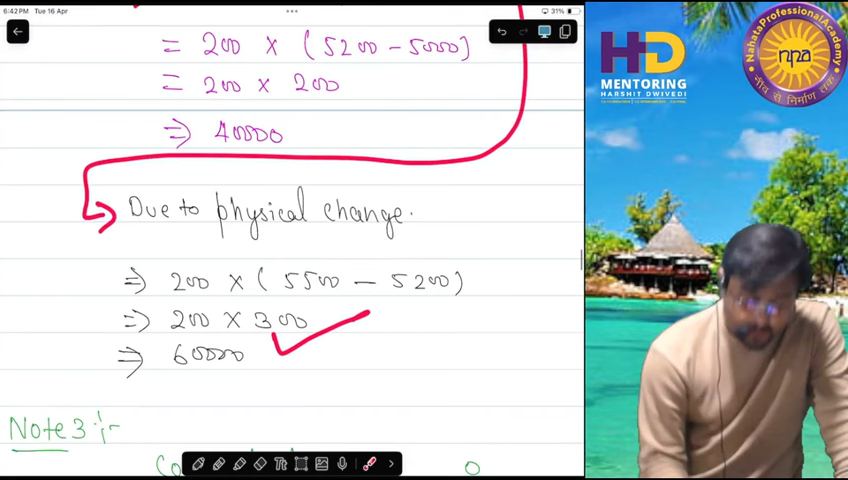 6:42 PM Tue 16 Apr
31%
= 200 × (5200 - 5000)
= 200 × 200
⇒ 40000
Due to physical change.
⇒ 200 × (5500 - 5200)
⇒ 200 × 300
⇒ 60000
Note 3 :-
HD
MENTORING
HARSHIT DWIVEDI
Nahata Professional Academy
npa
नींव से निर्माण तक